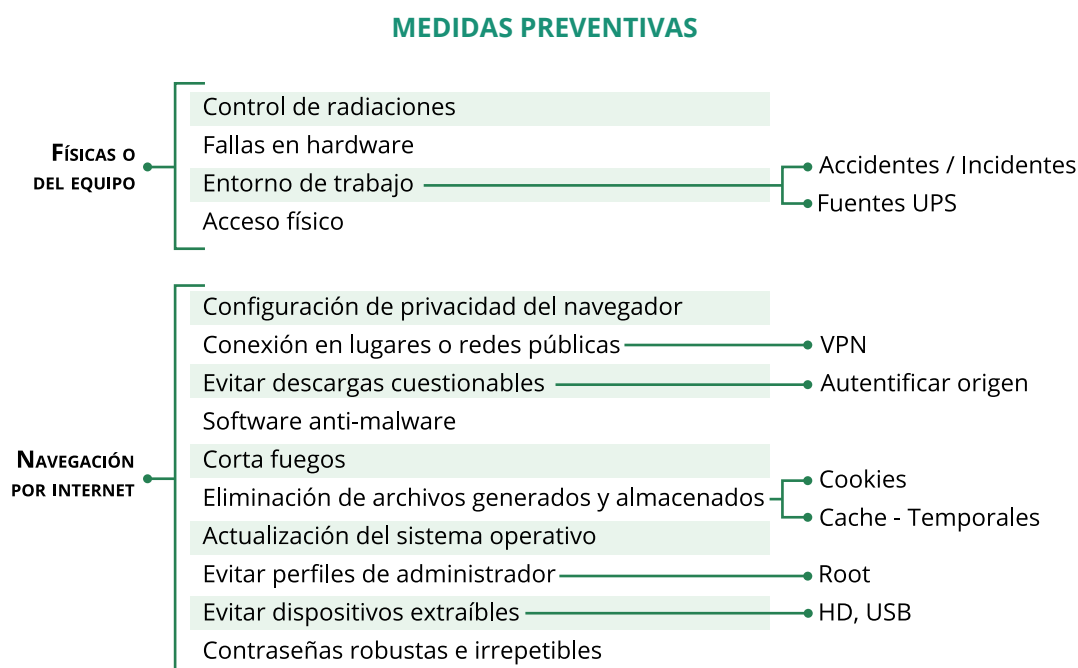 MEDIDAS PREVENTIVAS
FÍSICAS O
DEL EQUIPO
Control de radiaciones
Fallas en hardware
Entorno de trabajo
Acceso físico
Accidentes / Incidentes
Fuentes UPS
NAVEGACIÓN
POR INTERNET
Configuración de privacidad del navegador
Conexión en lugares o redes públicas
VPN
Evitar descargas cuestionables
Autentificar origen
Software anti-malware
Corta fuegos
Eliminación de archivos generados y almacenados
Cookies
Cache - Temporales
Actualización del sistema operativo
Evitar perfiles de administrador
Root
Evitar dispositivos extraíbles
HD, USB
Contraseñas robustas e irrepetibles